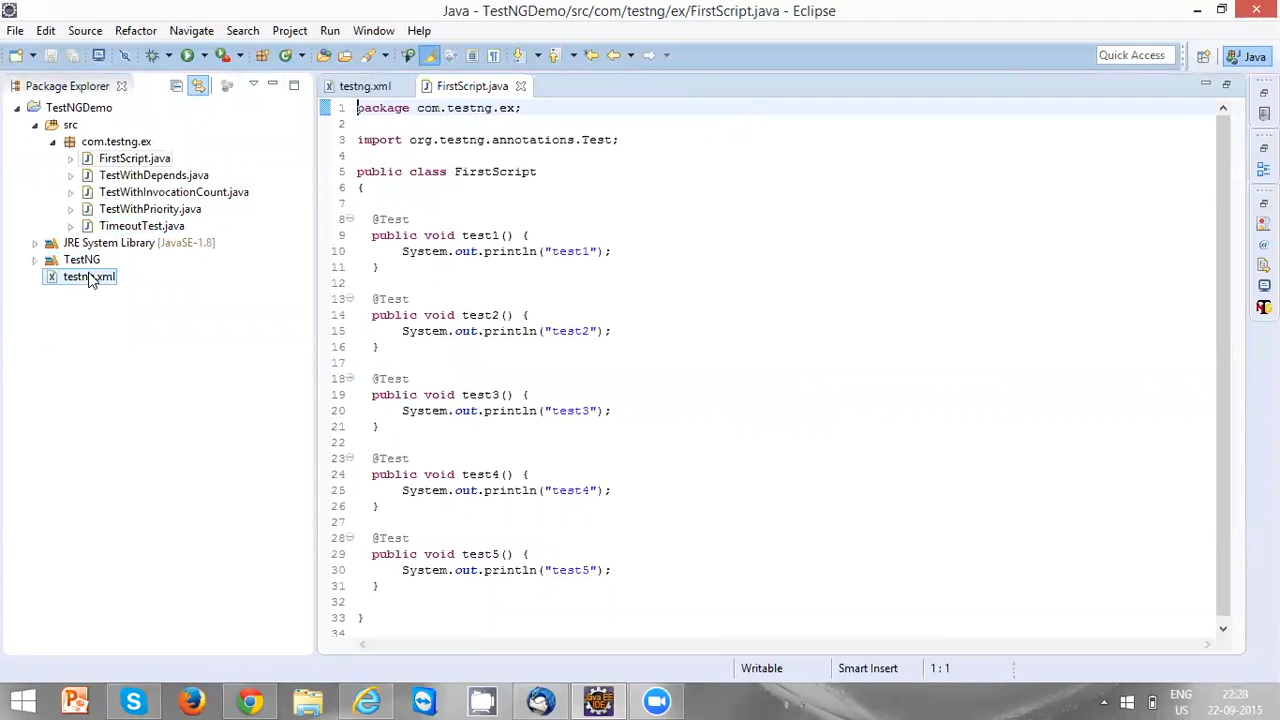 Java - TestNGDemo/src/com/testng/ex/FirstScript.java - Eclipse
File Edit Source Refactor Navigate Search Project Run Window Help
Quick Access
Java
Package Explorer
TestNGDemo
src
com.testng.ex
FirstScript.java
TestWithDepends.java
TestWithInvocationCount.java
TestWithPriority.java
TimeoutTest.java
JRE System Library [JavaSE-1.8]
TestNG
testng.xml
testng.xml FirstScript.java
1 package com.testng.ex;
2
3 import org.testng.annotations.Test;
4
5 public class FirstScript
6 {
7
8 @Test
9 public void test1() {
10 System.out.println("test1");
11 }
12
13 @Test
14 public void test2() {
15 System.out.println("test2");
16 }
17
18 @Test
19 public void test3() {
20 System.out.println("test3");
21 }
22
23 @Test
24 public void test4() {
25 System.out.println("test4");
26 }
27
28 @Test
29 public void test5() {
30 System.out.println("test5");
31 }
32
33 }
34
Writable Smart Insert 1 : 1
Java EE
IDE
ENG
US
22:28
22-09-2015